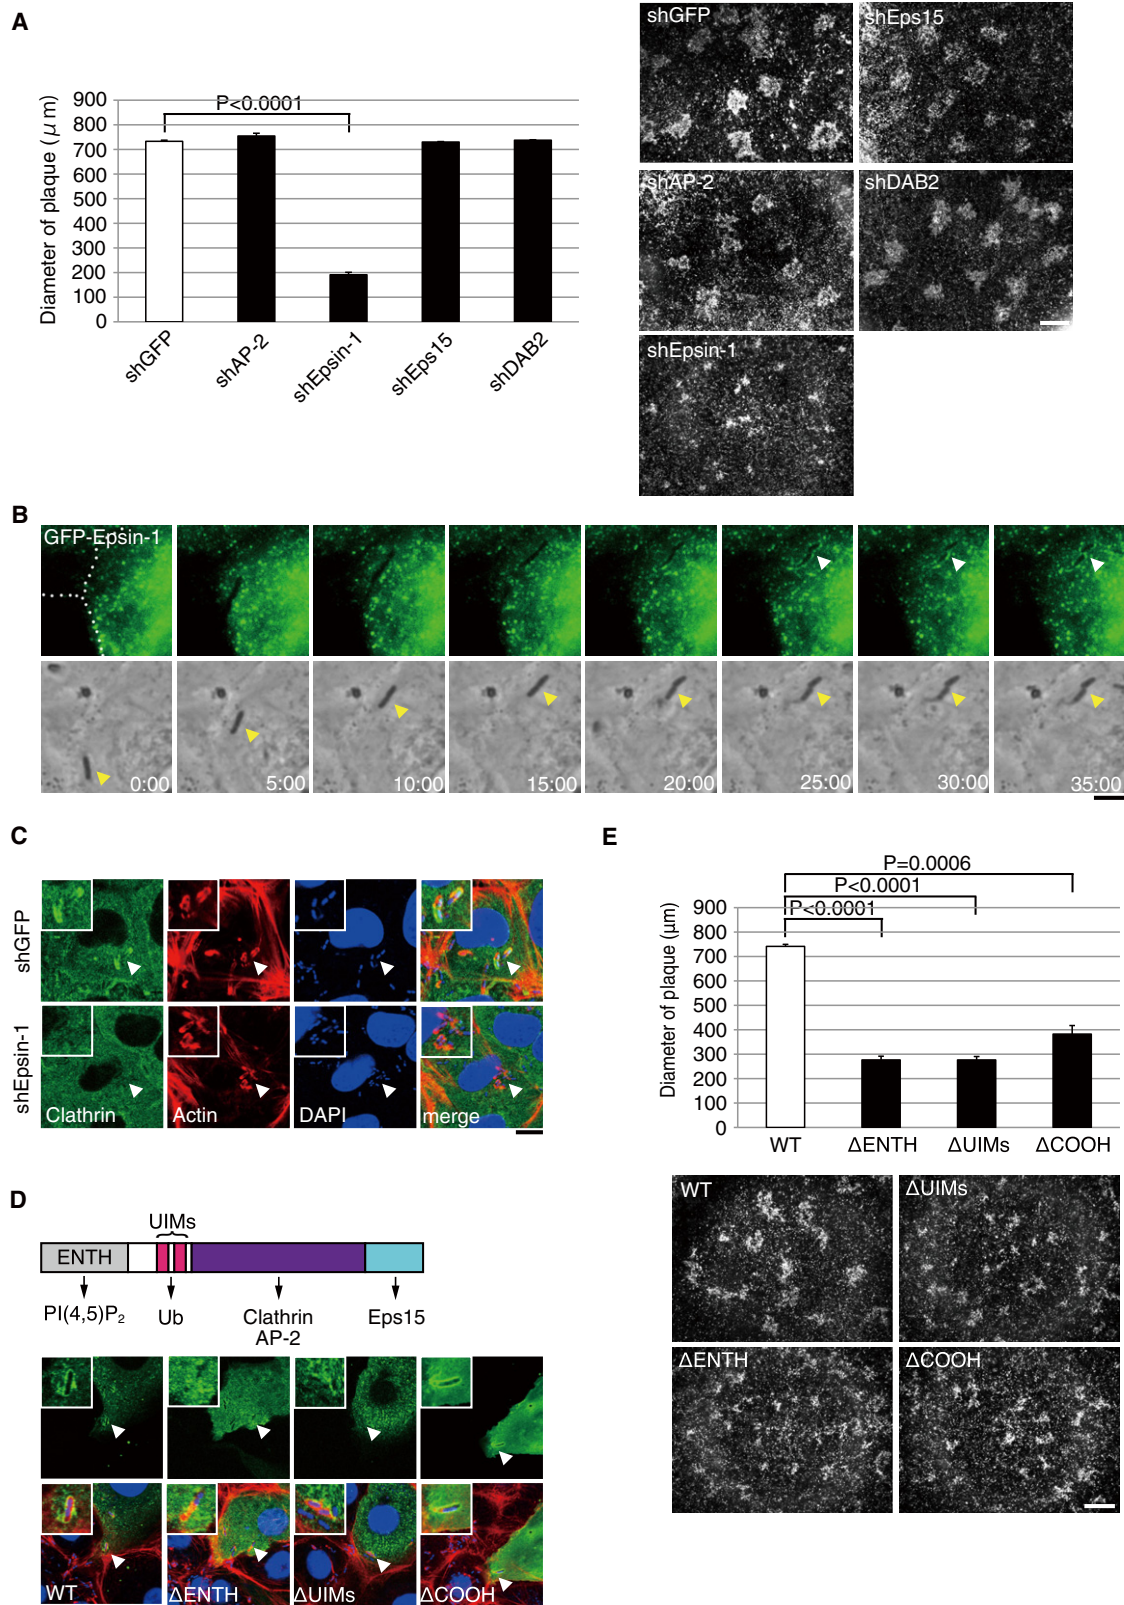 A
P<0.0001
Diameter of plaque (μm)
900
800
700
600
500
400
300
200
100
0
shGFP
shAP-2
shEpsin-1
shEps15
shDAB2
shGFP
shEps15
shAP-2
shDAB2
shEpsin-1
B
GFP-Epsin-1
0:00
5:00
10:00
15:00
20:00
25:00
30:00
35:00
C
shGFP
shEpsin-1
Clathrin
Actin
DAPI
merge
D
UIMs
ENTH
PI(4,5)P₂
Ub
Clathrin
AP-2
Eps15
WT
ΔENTH
ΔUIMs
ΔCOOH
E
P=0.0006
P<0.0001
P<0.0001
Diameter of plaque (μm)
900
800
700
600
500
400
300
200
100
0
WT
ΔENTH
ΔUIMs
ΔCOOH
WT
ΔUIMs
ΔENTH
ΔCOOH